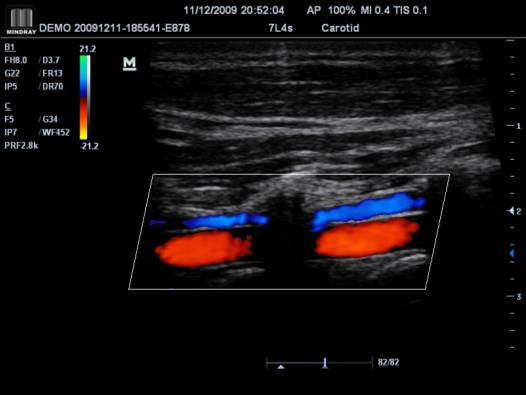 11/12/2009 20:52:04 AP 100% MI 0.4 TIS 0.1
MINDRAY DEMO 20091211-185541-E878 7L4s Carotid
B1
FH8.0 / D3.7
G22 / FR13
IP5 / DR70
C
F5 / G34
IP7 / WF452
PRF2.8k
21.2
-21.2
M
1
2
3
82/82